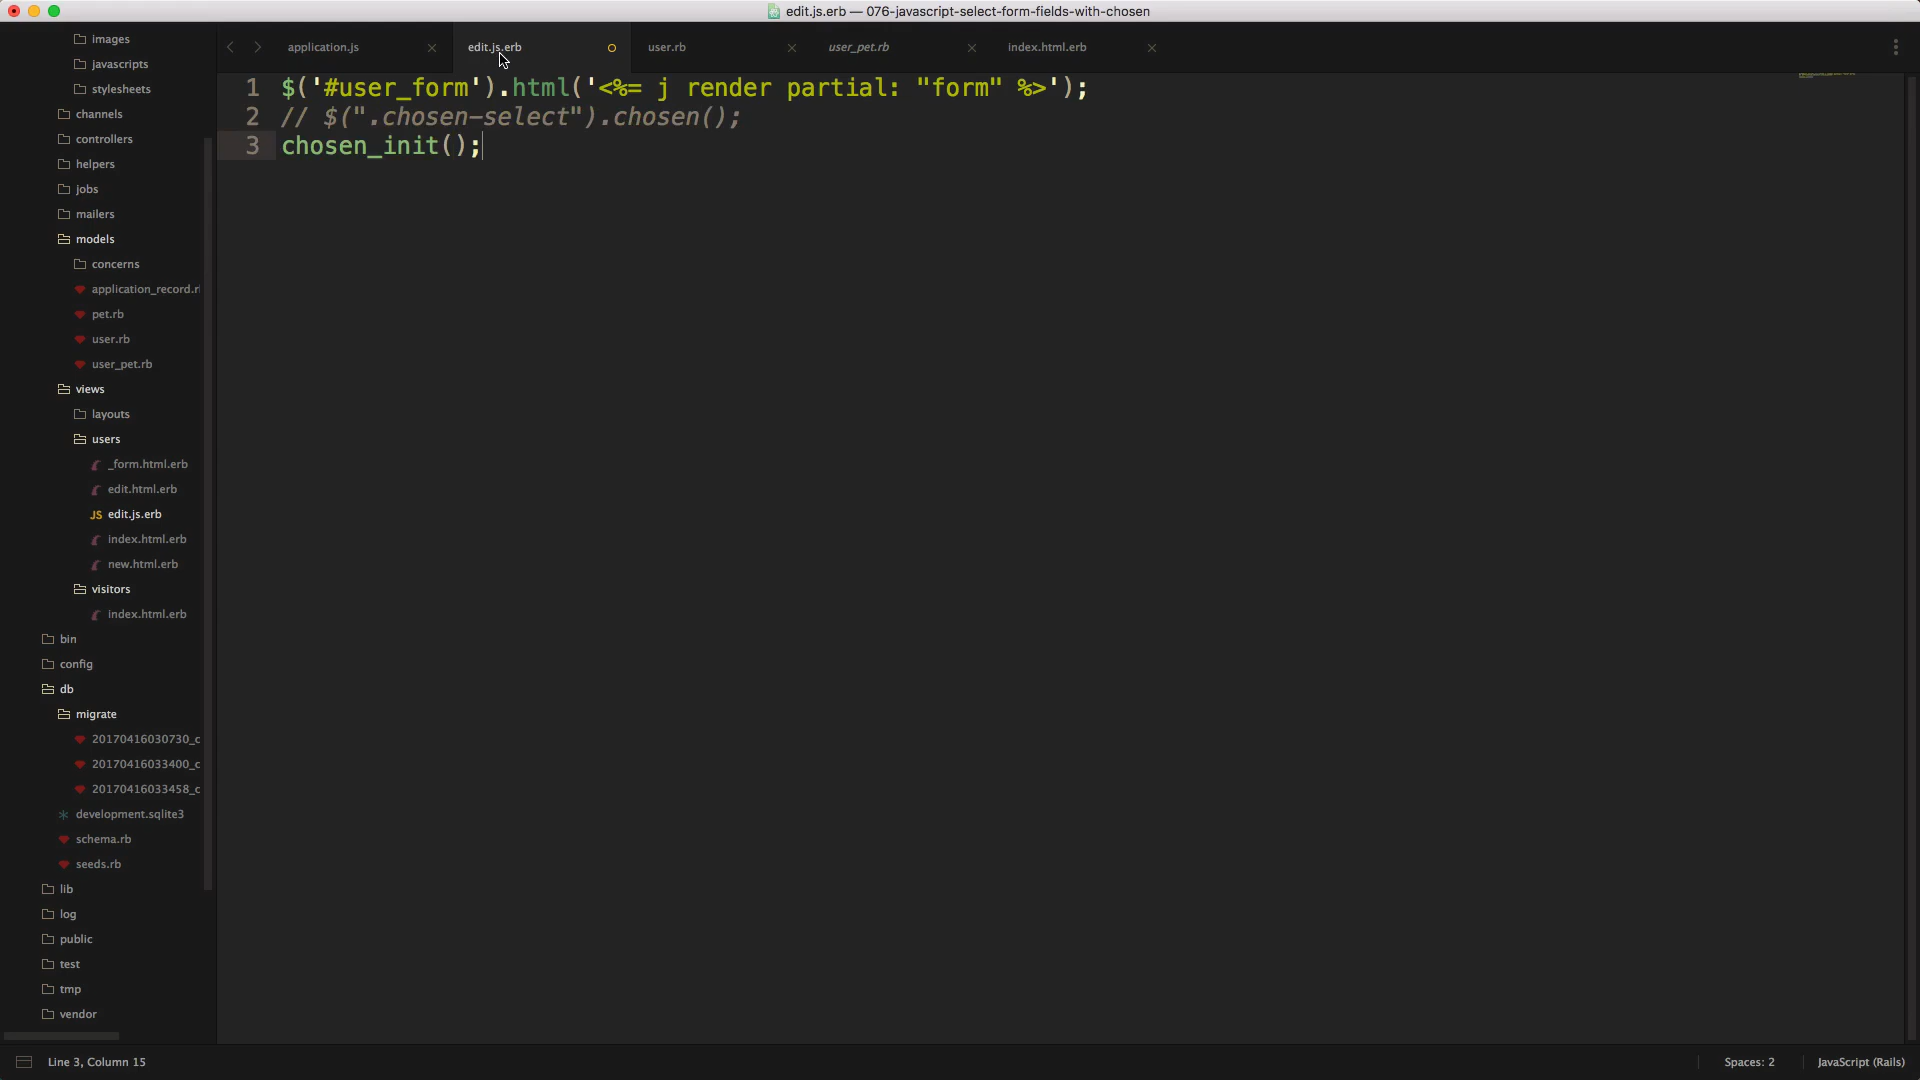 edit.js.erb — 076-javascript-select-form-fields-with-chosen
images
javascripts
stylesheets
channels
controllers
helpers
jobs
mailers
models
concerns
application_record.r
pet.rb
user.rb
user_pet.rb
views
layouts
users
_form.html.erb
edit.html.erb
JS edit.js.erb
index.html.erb
new.html.erb
visitors
index.html.erb
bin
config
db
migrate
20170416030730_c
20170416033400_c
20170416033458_c
development.sqlite3
schema.rb
seeds.rb
lib
log
public
test
tmp
vendor
application.js edit.js.erb user.rb user_pet.rb index.html.erb
1 $('#user_form').html('<%= j render partial: "form" %>');
2 // $(".chosen-select").chosen();
3 chosen_init();
Line 3, Column 15 Spaces: 2 JavaScript (Rails)